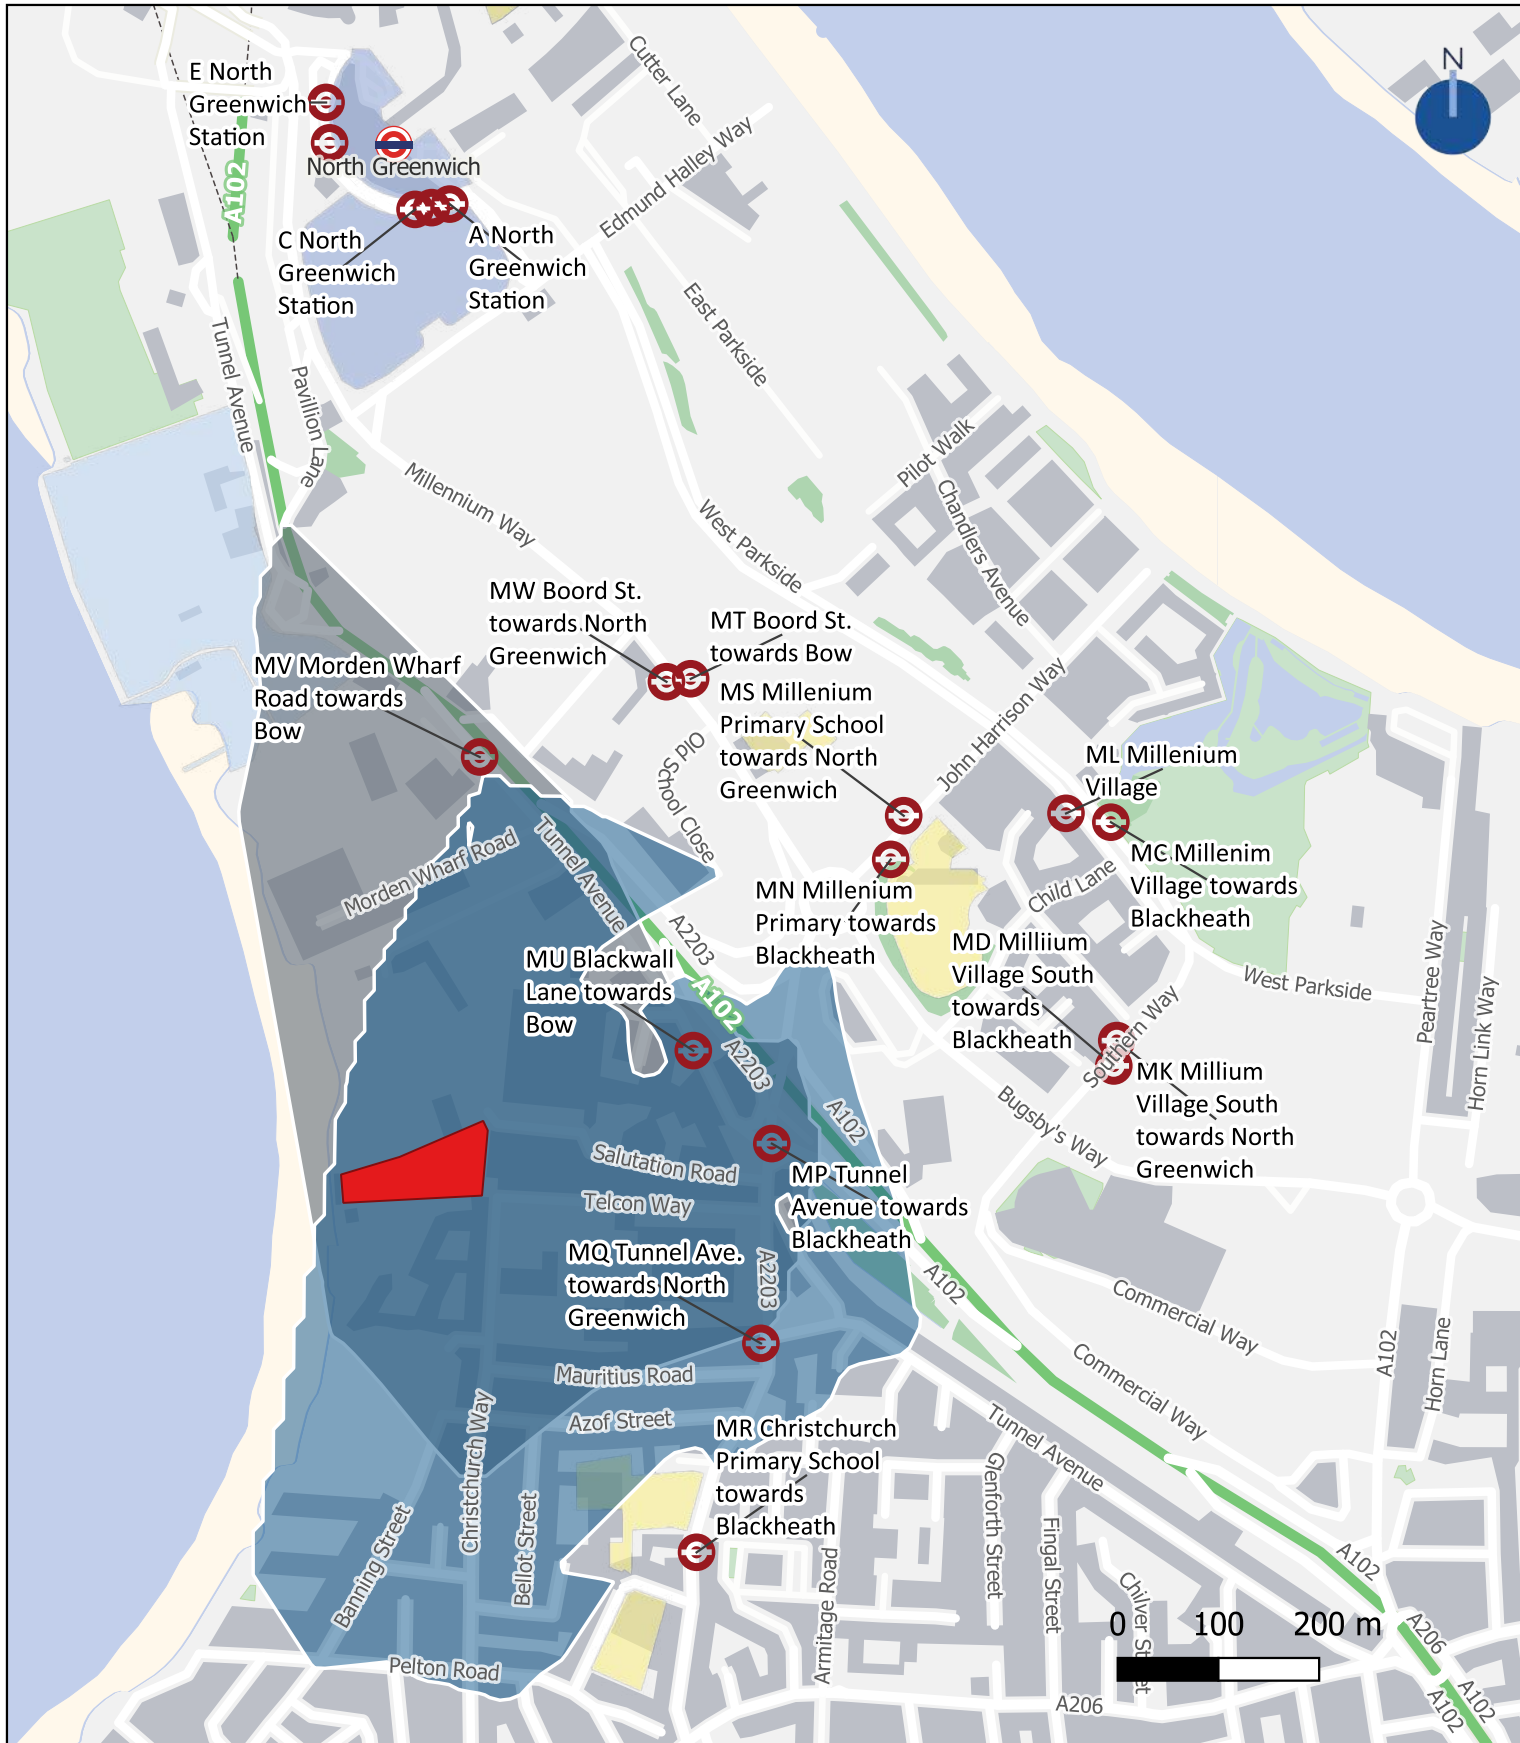 N
E North
Greenwich
Station
North Greenwich
A102
C North
Greenwich
Station
A North
Greenwich
Station
Cutter Lane
Edmund Halley Way
East Parkside
Tunnel Avenue
Pavillion Lane
Millennium Way
West Parkside
Pilot Walk
Chandlers Avenue
John Harrison Way
MW Boord St.
towards North
Greenwich
MT Boord St.
towards Bow
MV Morden Wharf
Road towards
Bow
MS Millenium
Primary School
towards North
Greenwich
Old School Close
ML Millenium
Village
MC Millenim
Village towards
Blackheath
Child Lane
MN Millenium
Primary towards
Blackheath
MD Milliium
Village South
towards
Blackheath
Southern Way
MK Millium
Village South
towards North
Greenwich
West Parkside
Peartree Way
Horn Link Way
Morden Wharf Road
Tunnel Avenue
A2203
A102
MU Blackwall
Lane towards
Bow
A2203
A102
Bugsby's Way
Salutation Road
Telcon Way
MP Tunnel
Avenue towards
Blackheath
A2203
MQ Tunnel Ave.
towards North
Greenwich
A102
Commercial Way
Commercial Way
A102
Horn Lane
Mauritius Road
Azof Street
Christchurch Way
Banning Street
Bellot Street
MR Christchurch
Primary School
towards
Blackheath
Tunnel Avenue
Glenforth Street
Fingal Street
Chilver Street
Armitage Road
A102
A206
A102
A102
Pelton Road
A206
0 100 200 m